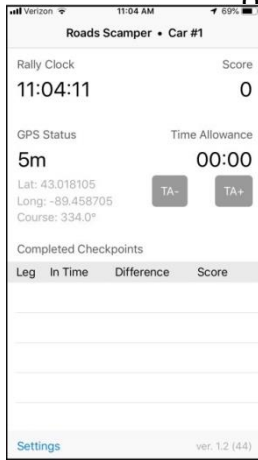 Verizon 11:04 AM 69%
Roads Scamper • Car #1
Rally Clock Score
11:04:11 0
GPS Status Time Allowance
5m 00:00
Lat: 43.018105
Long: -89.458705
Course: 334.0°
TA- TA+
Completed Checkpoints
Leg In Time Difference Score
Settings ver. 1.2 (44)